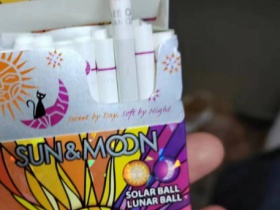 Sweet by Day, Soft by Night
SUN & MOON
SOLAR BALL
LUNAR BALL